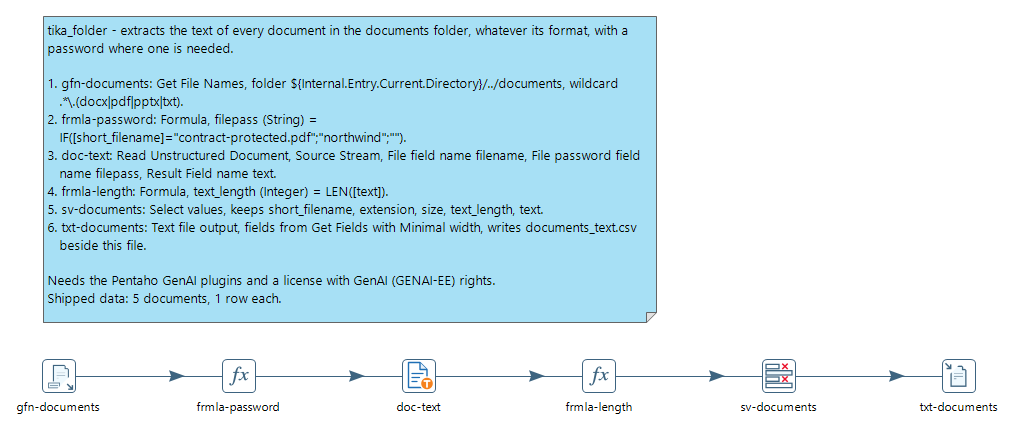 tika_folder - extracts the text of every document in the documents folder, whatever its format, with a
password where one is needed.
1. gfn-documents: Get File Names, folder ${Internal.Entry.Current.Directory}/../documents, wildcard
.*\.(docx|pdf|pptx|txt).
2. frmla-password: Formula, filepass (String) =
IF([short_filename]="contract-protected.pdf";"northwind";"").
3. doc-text: Read Unstructured Document, Source Stream, File field name filename, File password field
name filepass, Result Field name text.
4. frmla-length: Formula, text_length (Integer) = LEN([text]).
5. sv-documents: Select values, keeps short_filename, extension, size, text_length, text.
6. txt-documents: Text file output, fields from Get Fields with Minimal width, writes documents_text.csv
beside this file.
Needs the Pentaho GenAI plugins and a license with GenAI (GENAI-EE) rights.
Shipped data: 5 documents, 1 row each.
gfn-documents frmla-password doc-text frmla-length sv-documents txt-documents